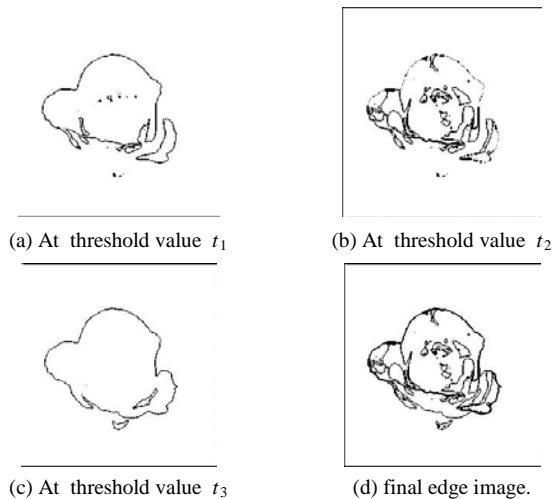 (a) At threshold value t₁
(b) At threshold value t₂
(c) At threshold value t₃
(d) final edge image.